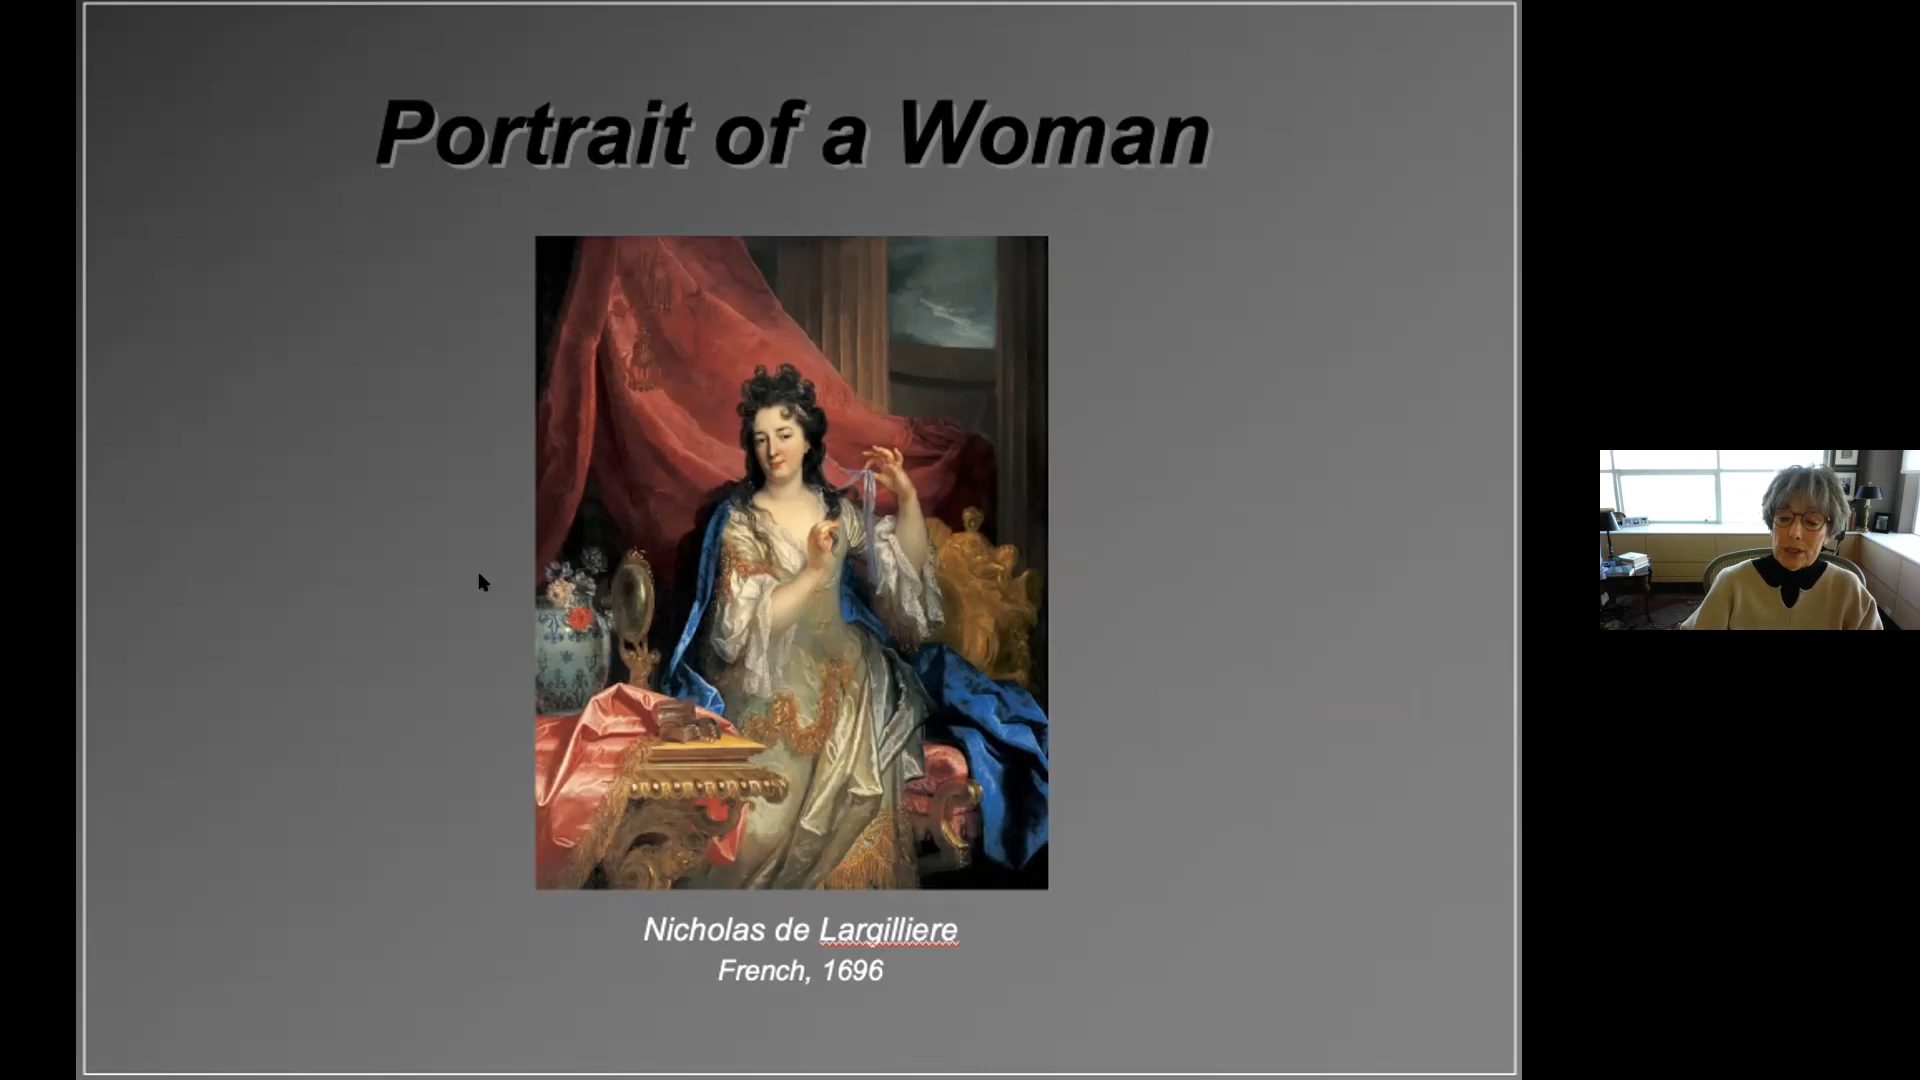 Portrait of a Woman
Nicholas de Largilliere
French, 1696